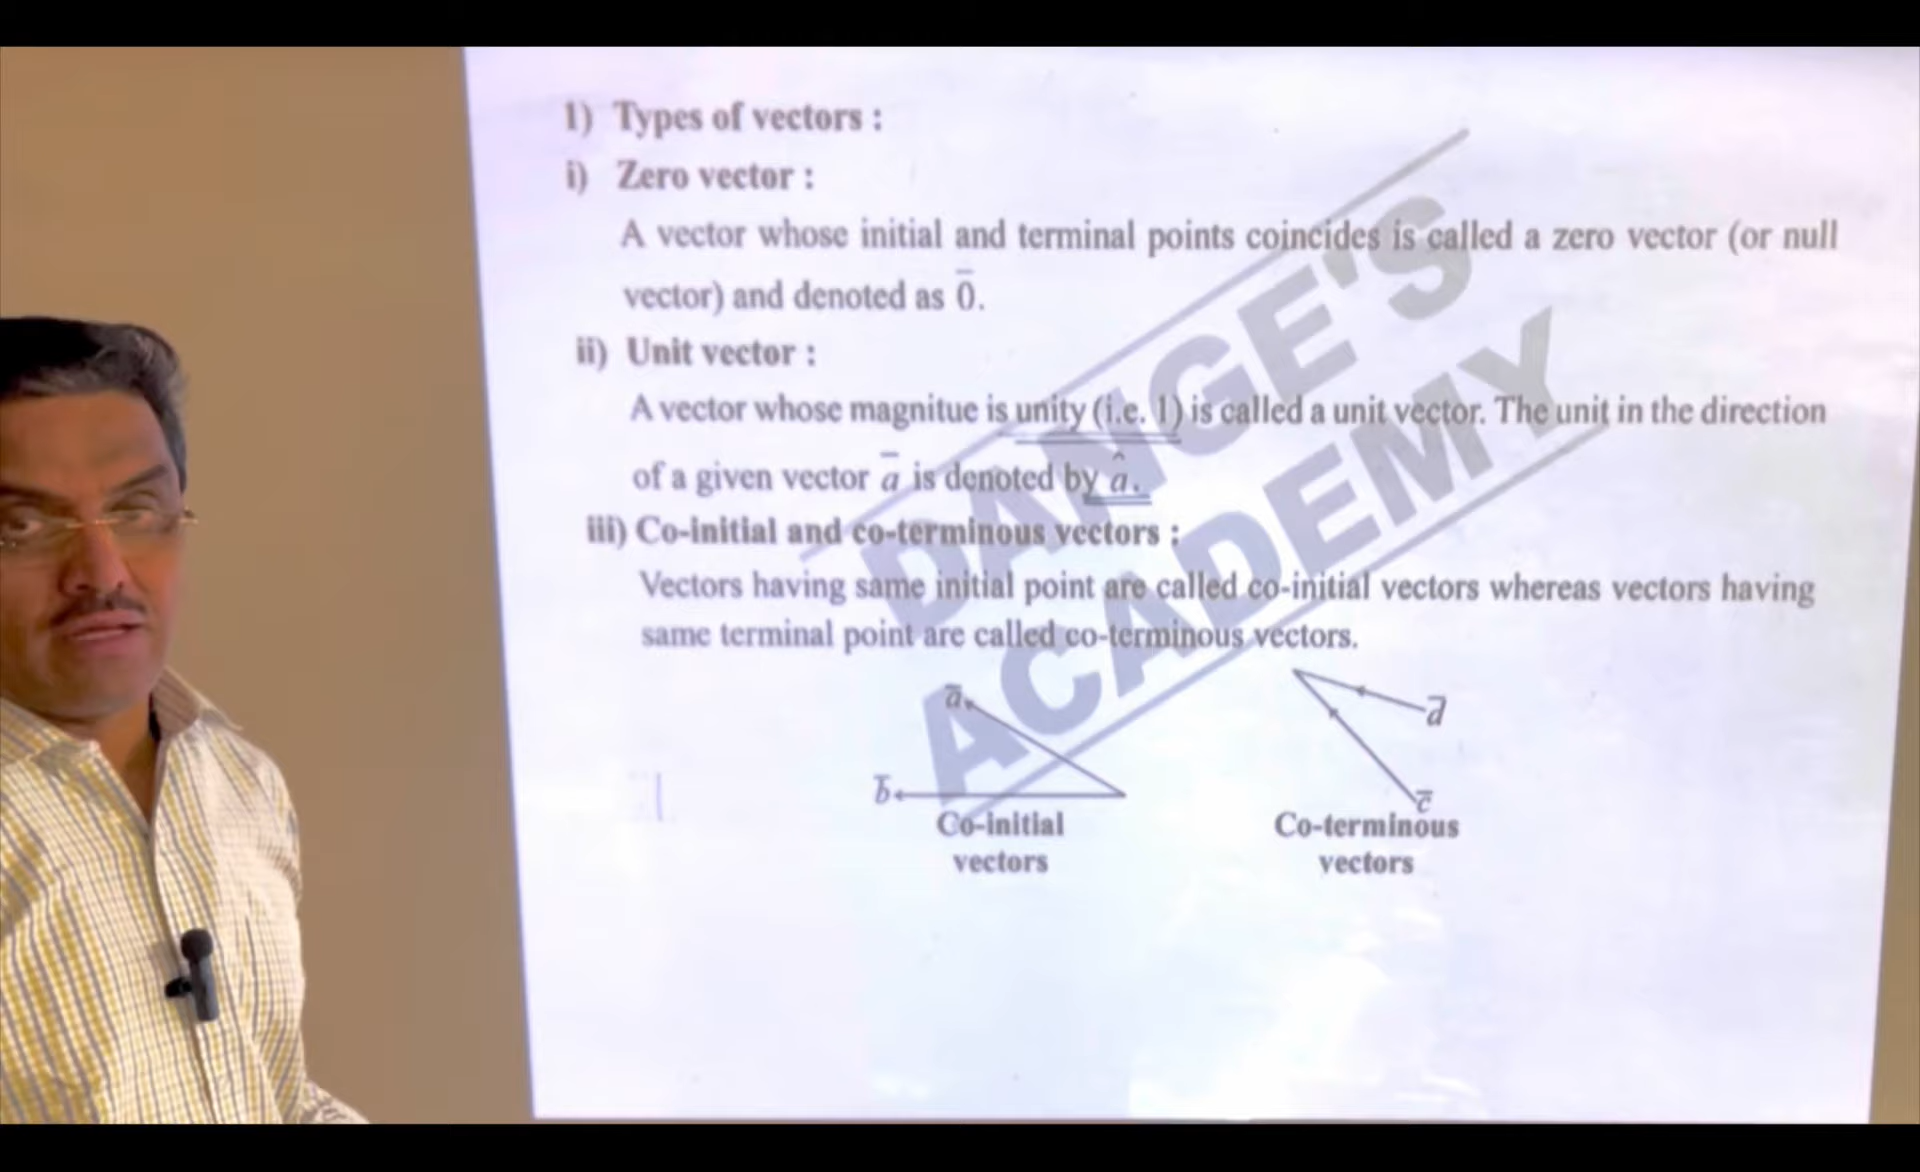 1) Types of vectors :
i) Zero vector :
A vector whose initial and terminal points coincides is called a zero vector (or null
vector) and denoted as 0̅.
ii) Unit vector :
A vector whose magnitue is unity (i.e. 1) is called a unit vector. The unit in the direction
of a given vector a̅ is denoted by â.
iii) Co-initial and co-terminous vectors :
Vectors having same initial point are called co-initial vectors whereas vectors having
same terminal point are called co-terminous vectors.
a̅
b̅
Co-initial
vectors
d̅
c̅
Co-terminous
vectors
DANGE'S
ACADEMY